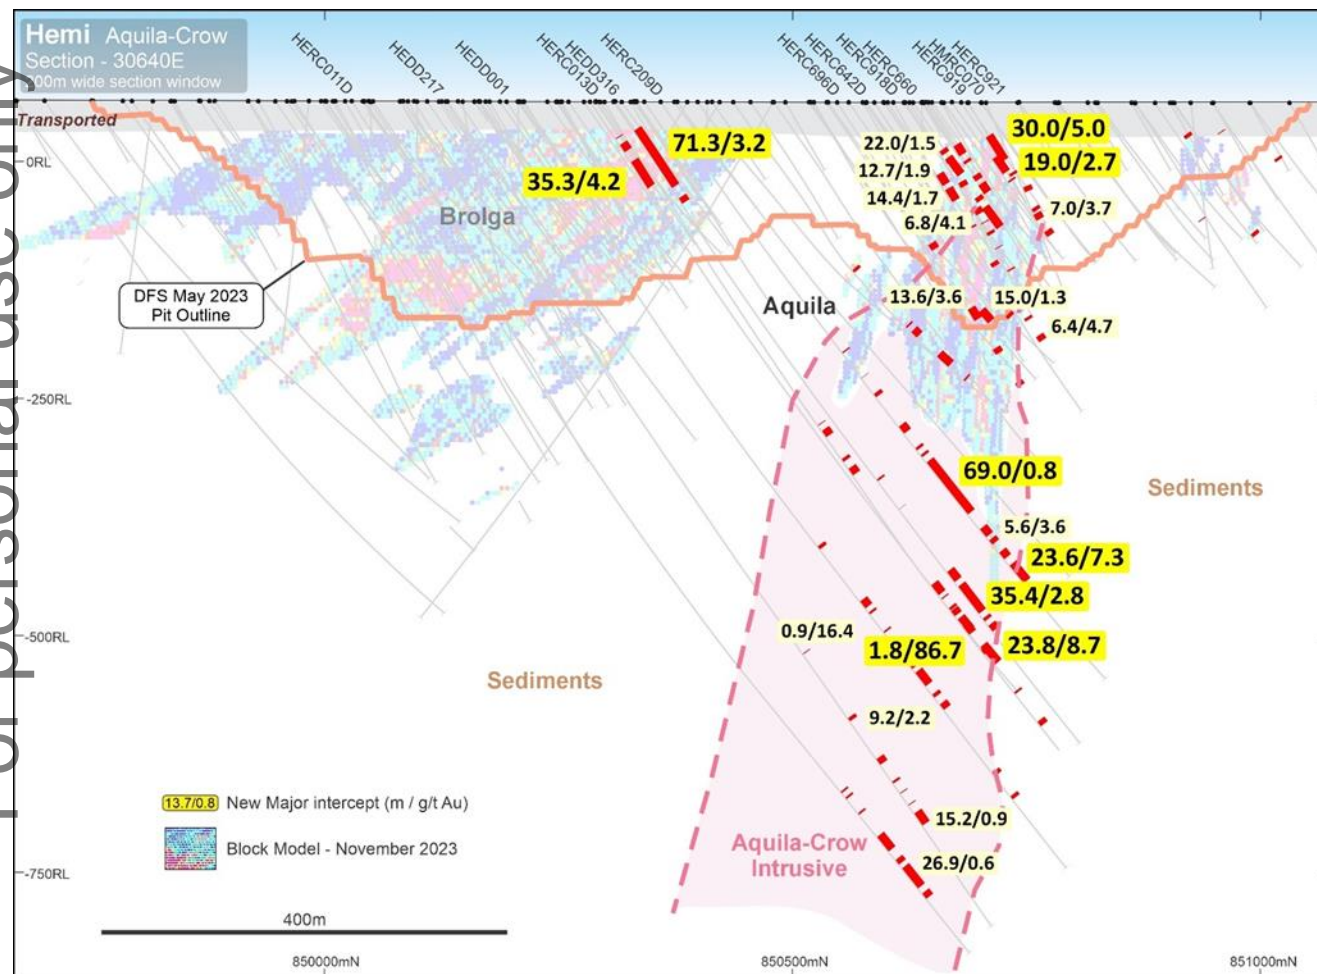 Hemi Aquila-Crow
Section - 30640E
200m wide section window
HERC011D
HEDD217
HEDD001
HERC013D
HEDD316
HERC209D
HERC696D
HERC642D
HERC918D
HERC660
HERC919
HMRC070
HERC921
Transported
0RL
-250RL
-500RL
-750RL
71.3/3.2
35.3/4.2
Brolga
22.0/1.5
12.7/1.9
14.4/1.7
6.8/4.1
30.0/5.0
19.0/2.7
7.0/3.7
DFS May 2023
Pit Outline
Aquila
13.6/3.6
15.0/1.3
6.4/4.7
69.0/0.8
Sediments
5.6/3.6
23.6/7.3
35.4/2.8
0.9/16.4
1.8/86.7
23.8/8.7
Sediments
9.2/2.2
15.2/0.9
26.9/0.6
Aquila-Crow
Intrusive
13.7/0.8 New Major intercept (m / g/t Au)
Block Model - November 2023
400m
850000mN
850500mN
851000mN
For personal use only